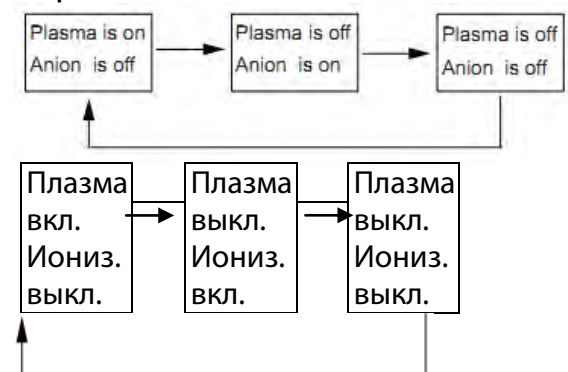 Plasma is on
Anion is off
Plasma is off
Anion is on
Plasma is off
Anion is off
Плазма
вкл.
Иониз.
выкл.
Плазма
выкл.
Иониз.
вкл.
Плазма
выкл.
Иониз.
выкл.